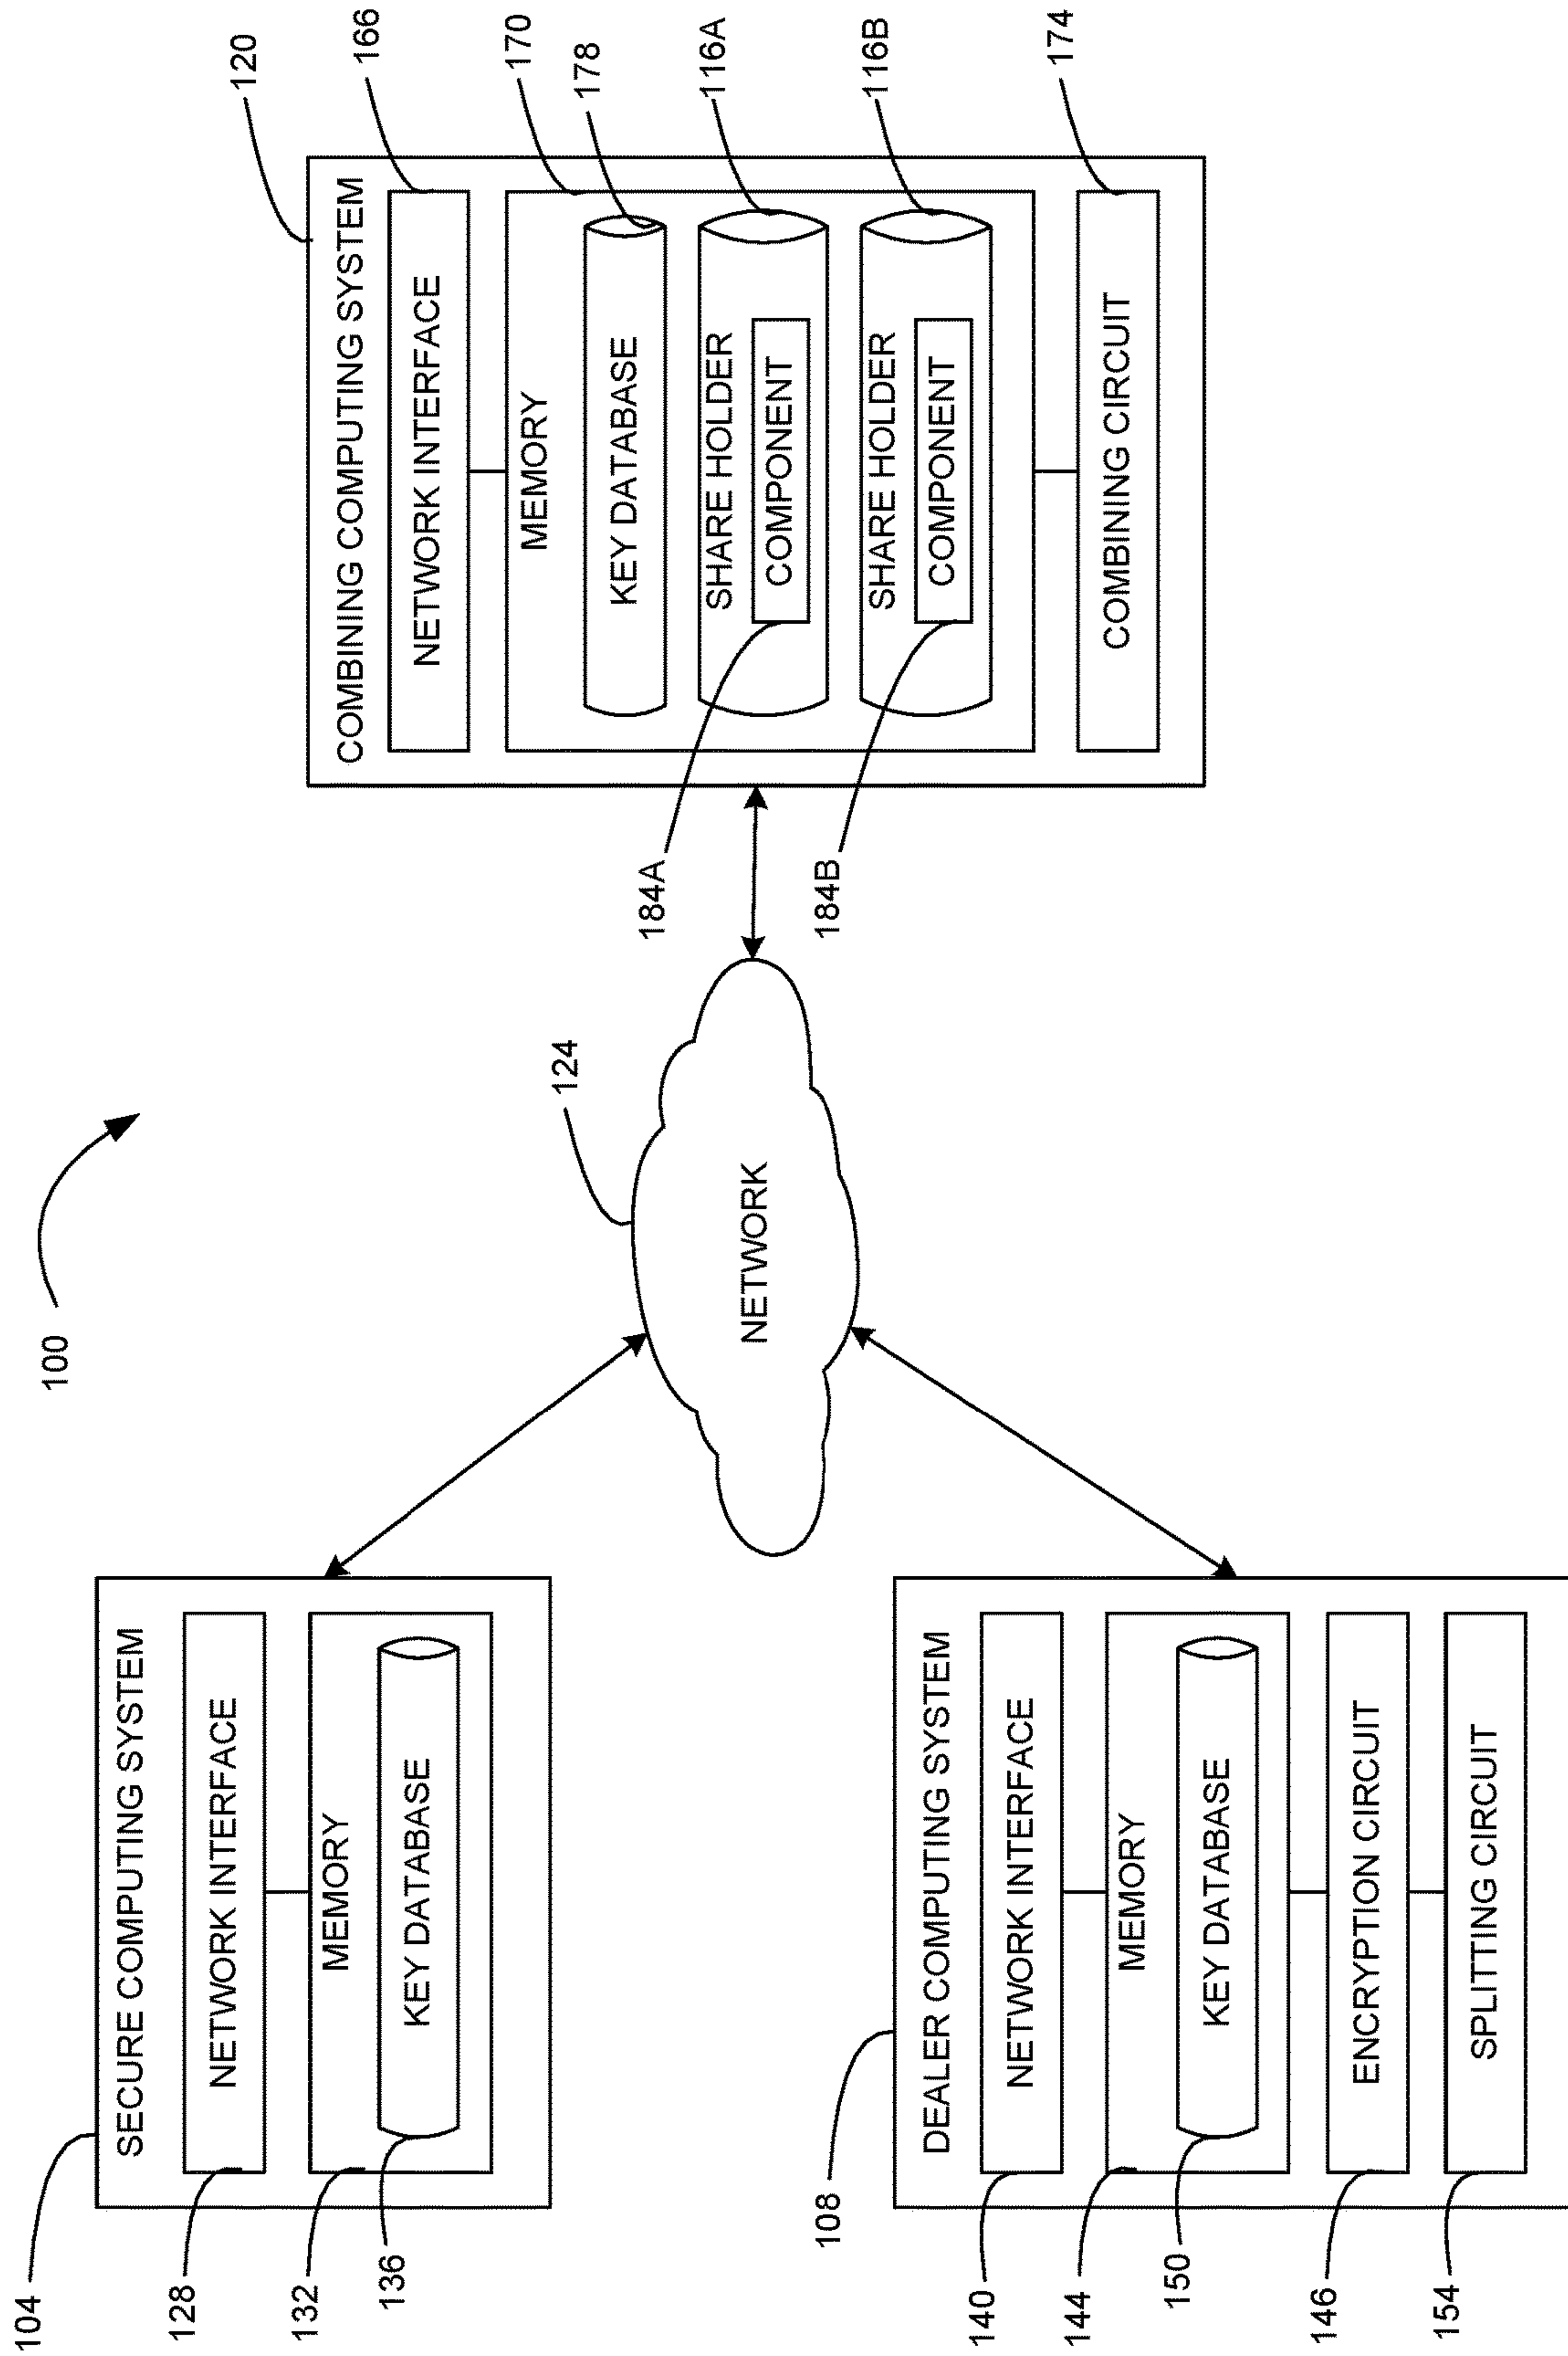 100
104
SECURE COMPUTING SYSTEM
128
NETWORK INTERFACE
132
MEMORY
136
KEY DATABASE
108
DEALER COMPUTING SYSTEM
140
NETWORK INTERFACE
144
MEMORY
150
KEY DATABASE
146
ENCRYPTION CIRCUIT
154
SPLITTING CIRCUIT
124
NETWORK
120
COMBINING COMPUTING SYSTEM
166
NETWORK INTERFACE
170
MEMORY
178
KEY DATABASE
116A
SHARE HOLDER
184A
COMPONENT
116B
SHARE HOLDER
184B
COMPONENT
174
COMBINING CIRCUIT